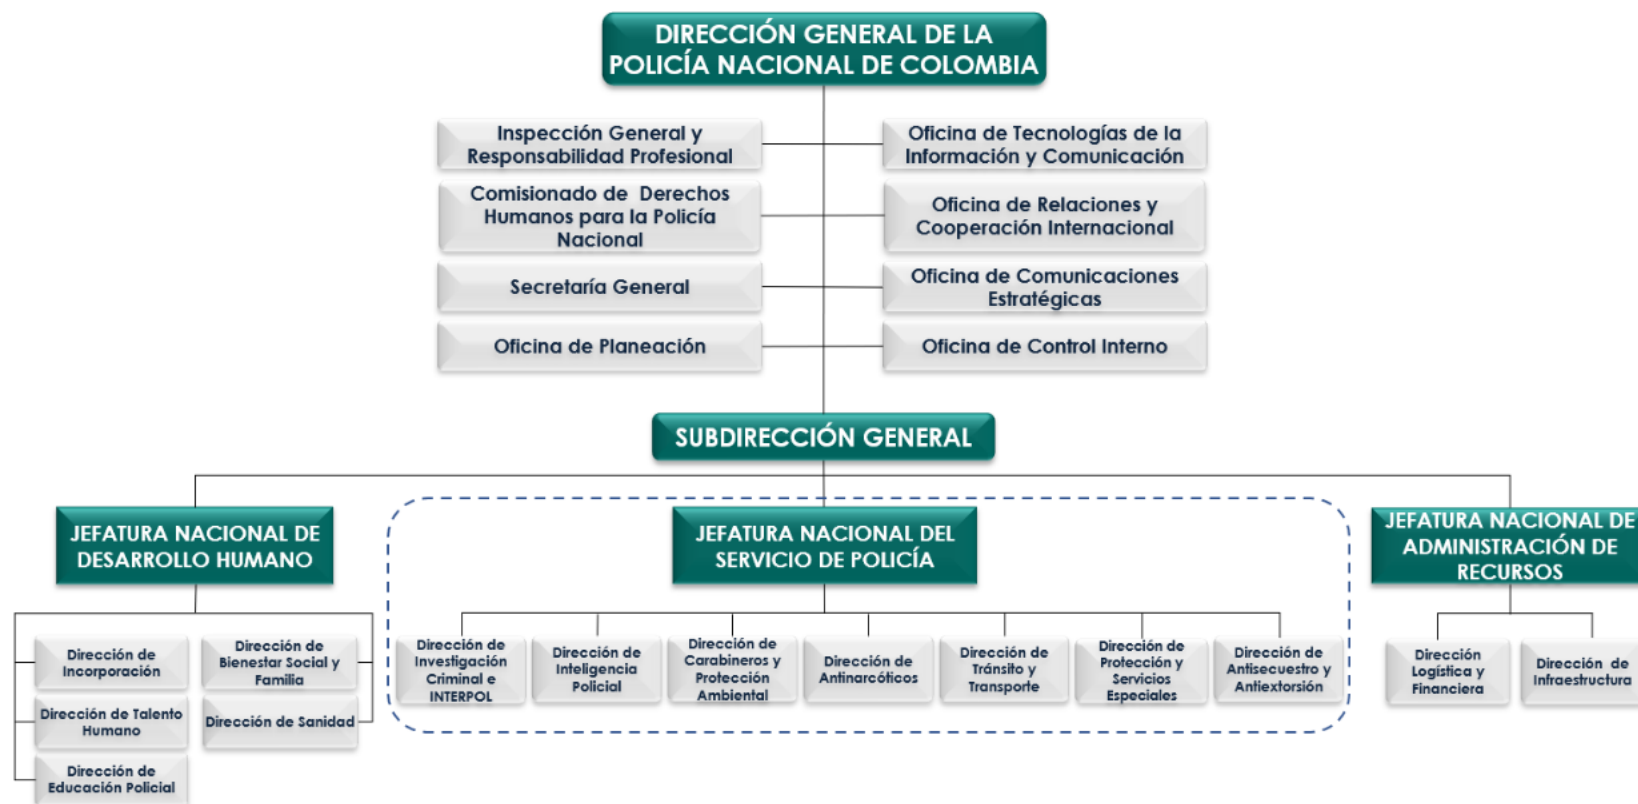 DIRECCIÓN GENERAL DE LA
POLICÍA NACIONAL DE COLOMBIA
Inspección General y
Responsabilidad Profesional
Oficina de Tecnologías de la
Información y Comunicación
Comisionado de Derechos
Humanos para la Policía
Nacional
Oficina de Relaciones y
Cooperación Internacional
Secretaría General
Oficina de Comunicaciones
Estratégicas
Oficina de Planeación
Oficina de Control Interno
SUBDIRECCIÓN GENERAL
JEFATURA NACIONAL DE
DESARROLLO HUMANO
JEFATURA NACIONAL DEL
SERVICIO DE POLICÍA
JEFATURA NACIONAL DE
ADMINISTRACIÓN DE
RECURSOS
Dirección de
Incorporación
Dirección de
Bienestar Social y
Familia
Dirección de Talento
Humano
Dirección de Sanidad
Dirección de
Educación Policial
Dirección de
Investigación
Criminal e
INTERPOL
Dirección de
Inteligencia
Policial
Dirección de
Carabineros y
Protección
Ambiental
Dirección de
Antinarcóticos
Dirección de
Tránsito y
Transporte
Dirección de
Protección y
Servicios
Especiales
Dirección de
Antisecuestro y
Antiextorsión
Dirección
Logística y
Financiera
Dirección de
Infraestructura